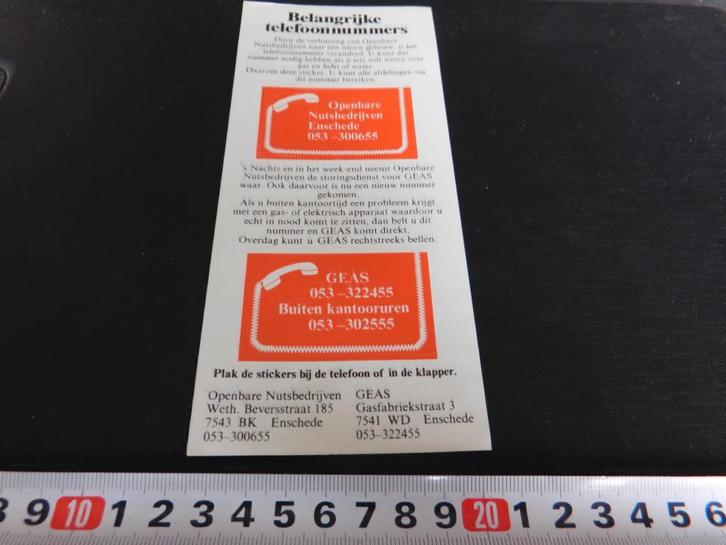 Belangrijke
telefoonnummers
Door de verhuizing van Openbare
Nutsbedrijven naar een nieuw gebouw, is het
telefoonnummer veranderd. U kunt dat
nummer nodig hebben als u iets wilt weten over
gas en licht of water.
Daarom deze sticker. U kunt alle afdelingen via
dit nummer bereiken.
Openbare
Nutsbedrijven
Enschede
053-300655
's Nachts en in het week-end neemt Openbare
Nutsbedrijven de storingsdienst voor GEAS
waar. Ook daarvoor is nu een nieuw nummer
gekomen.
Als u buiten kantoortijd een probleem krijgt
met een gas- of elektrisch apparaat waardoor u
echt in nood komt te zitten, dan belt u dit
nummer en GEAS komt direkt.
Overdag kunt u GEAS rechtstreeks bellen.
GEAS
053-322455
Buiten kantooruren
053-302555
Plak de stickers bij de telefoon of in de klapper.
Openbare Nutsbedrijven GEAS
Weth. Beversstraat 185 Gasfabriekstraat 3
7543 BK Enschede 7541 WD Enschede
053-300655 053-322455
8 9 10 1 2 3 4 5 6 7 8 9 20 1 2 3 4 5 6